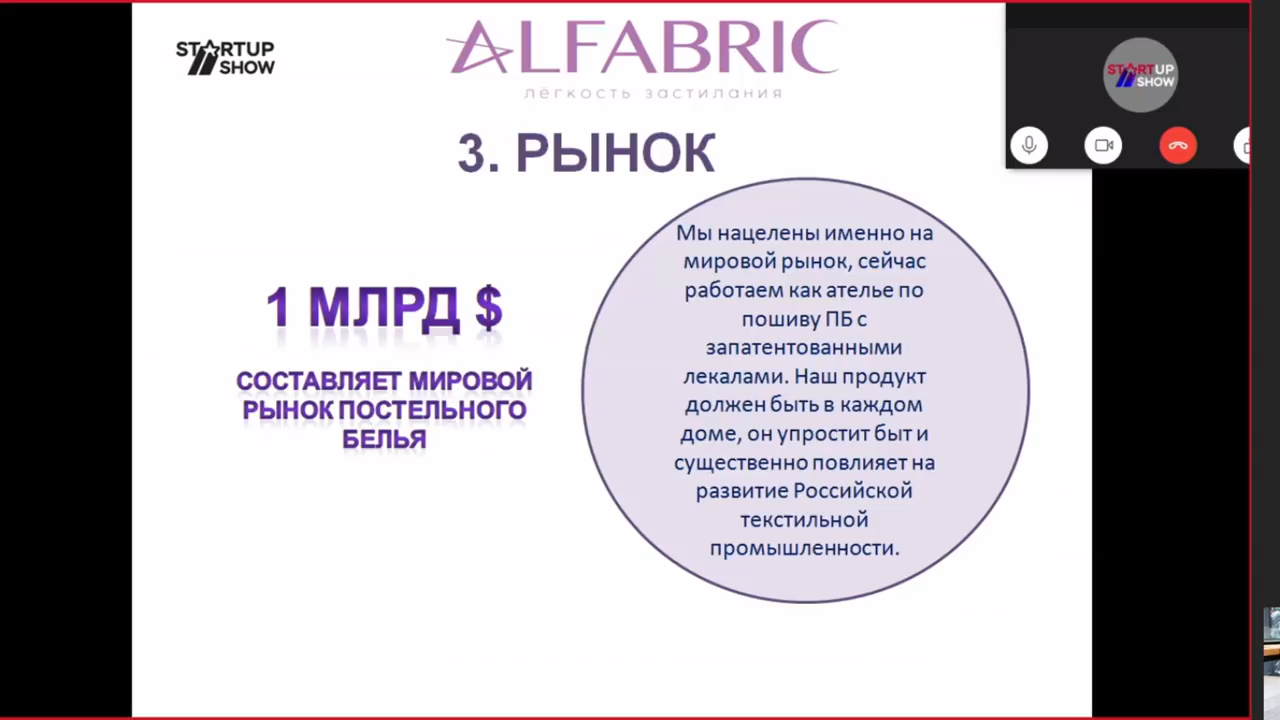 STARTUP
SHOW
ALFABRIC
лёгкость застилания
3. РЫНОК
1 МЛРД $
СОСТАВЛЯЕТ МИРОВОЙ
РЫНОК ПОСТЕЛЬНОГО
БЕЛЬЯ
Мы нацелены именно на
мировой рынок, сейчас
работаем как ателье по
пошиву ПБ с
запатентованными
лекалами. Наш продукт
должен быть в каждом
доме, он упростит быт и
существенно повлияет на
развитие Российской
текстильной
промышленности.
STARTUP
SHOW